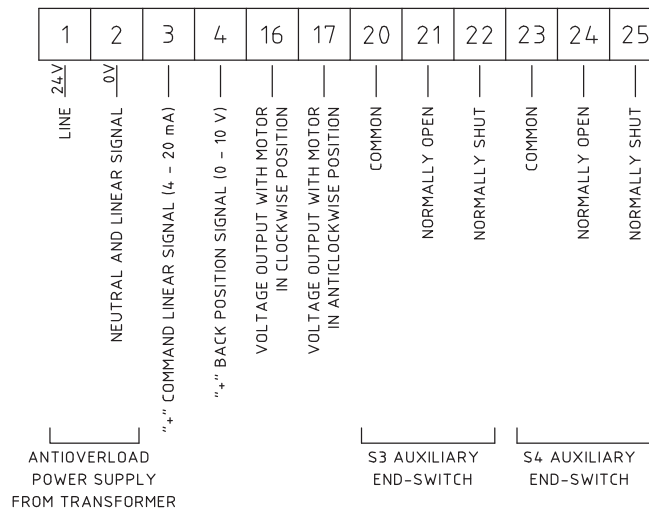 1 2 3 4 16 17 20 21 22 23 24 25
24V
LINE
0V
NEUTRAL AND LINEAR SIGNAL
"+" COMMAND LINEAR SIGNAL (4 - 20 mA)
"+" BACK POSITION SIGNAL (0 - 10 V)
VOLTAGE OUTPUT WITH MOTOR
IN CLOCKWISE POSITION
VOLTAGE OUTPUT WITH MOTOR
IN ANTICLOCKWISE POSITION
COMMON
NORMALLY OPEN
NORMALLY SHUT
COMMON
NORMALLY OPEN
NORMALLY SHUT
ANTIOVERLOAD
POWER SUPPLY
FROM TRANSFORMER
S3 AUXILIARY
END-SWITCH
S4 AUXILIARY
END-SWITCH